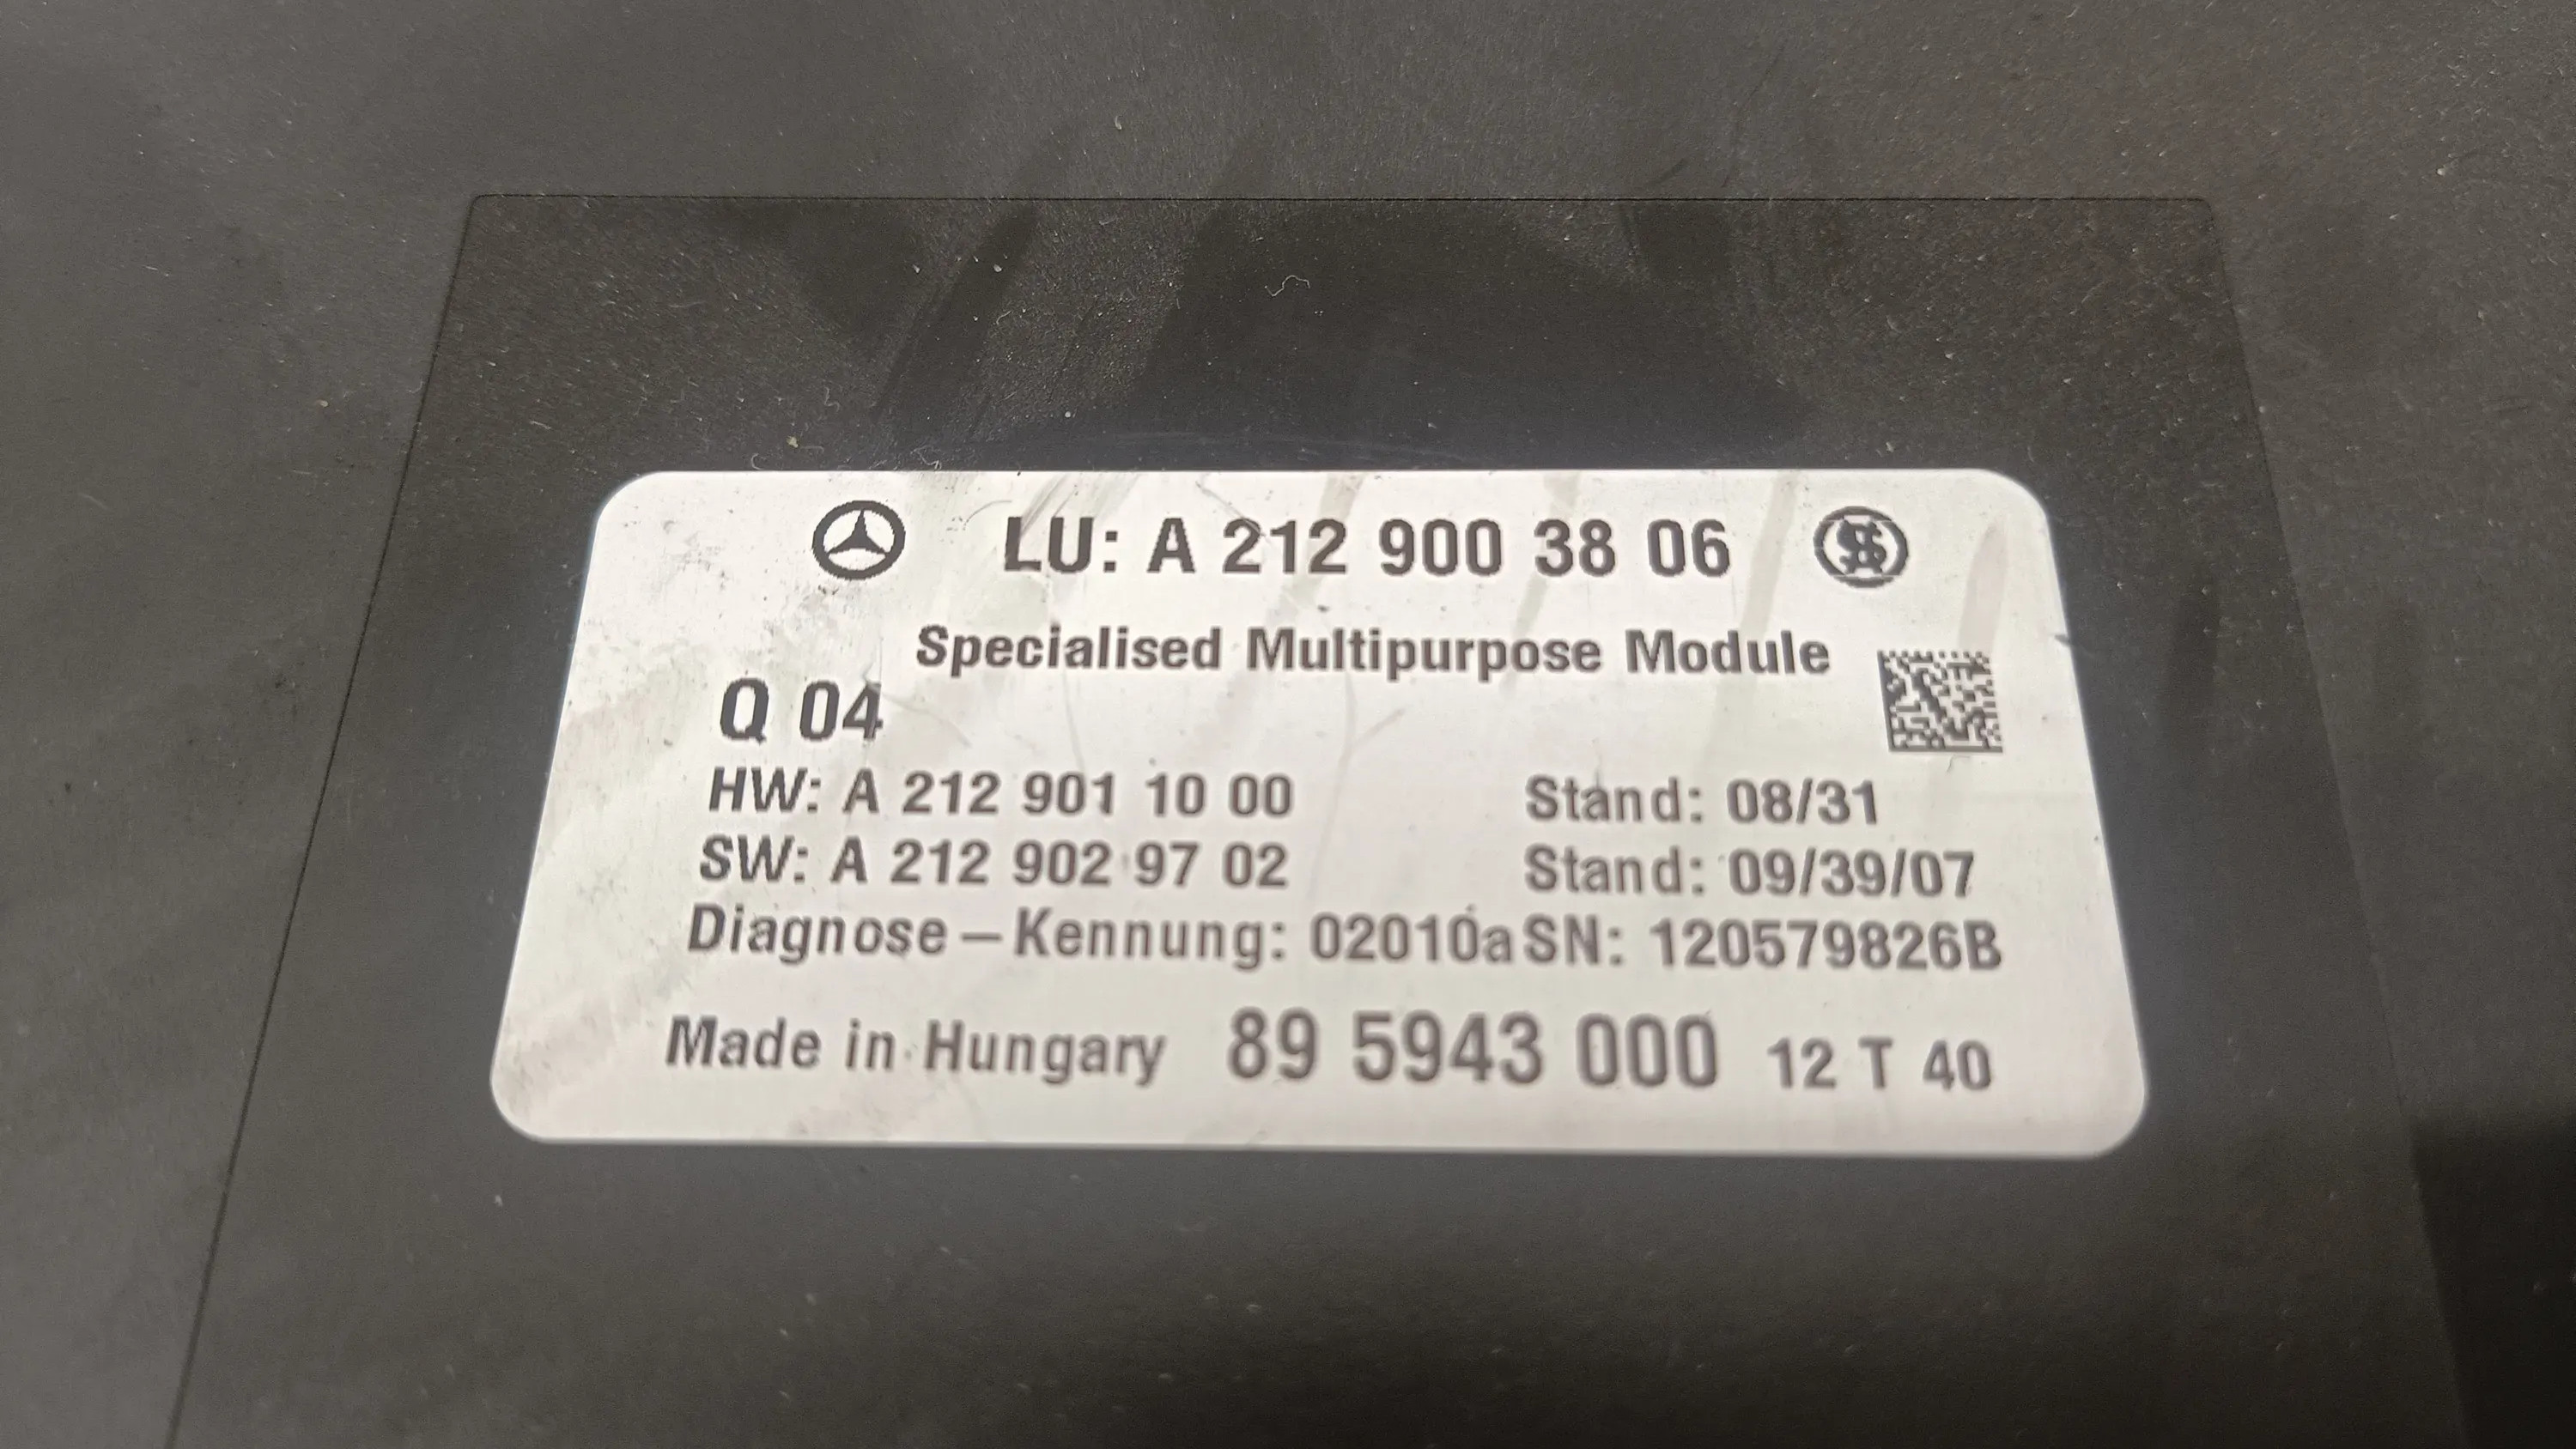 LU: A 212 900 38 06
Specialised Multipurpose Module
Q 04
HW: A 212 901 10 00 Stand: 08/31
SW: A 212 902 97 02 Stand: 09/39/07
Diagnose – Kennung: 02010a SN: 120579826B
Made in Hungary 89 5943 000 12 T 40